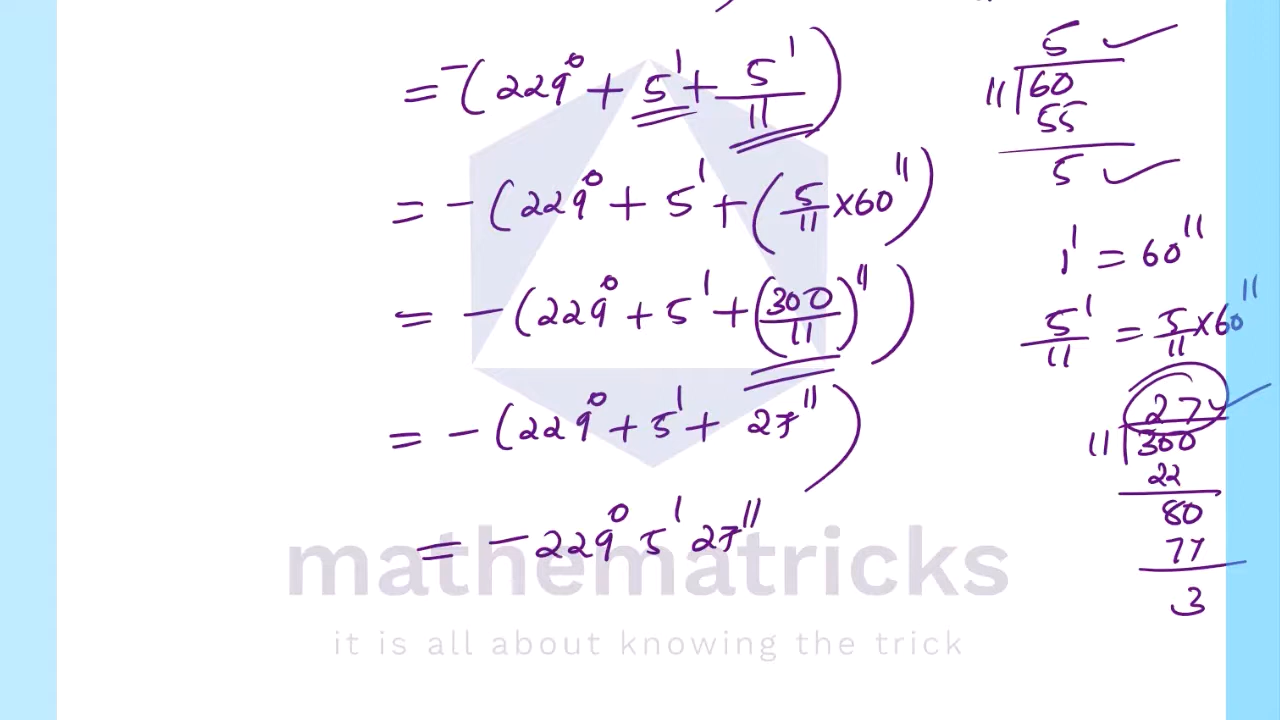 = -(229° + 5' + 5/11')
= -(229° + 5' + (5/11 × 60'')
= -(229° + 5' + (300/11)'')
= -(229° + 5' + 27'')
= -229° 5' 27''
5
11 60
55
5
1' = 60''
5/11' = 5/11 × 60''
27
11 300
22
80
77
3
mathematricks
it is all about knowing the trick